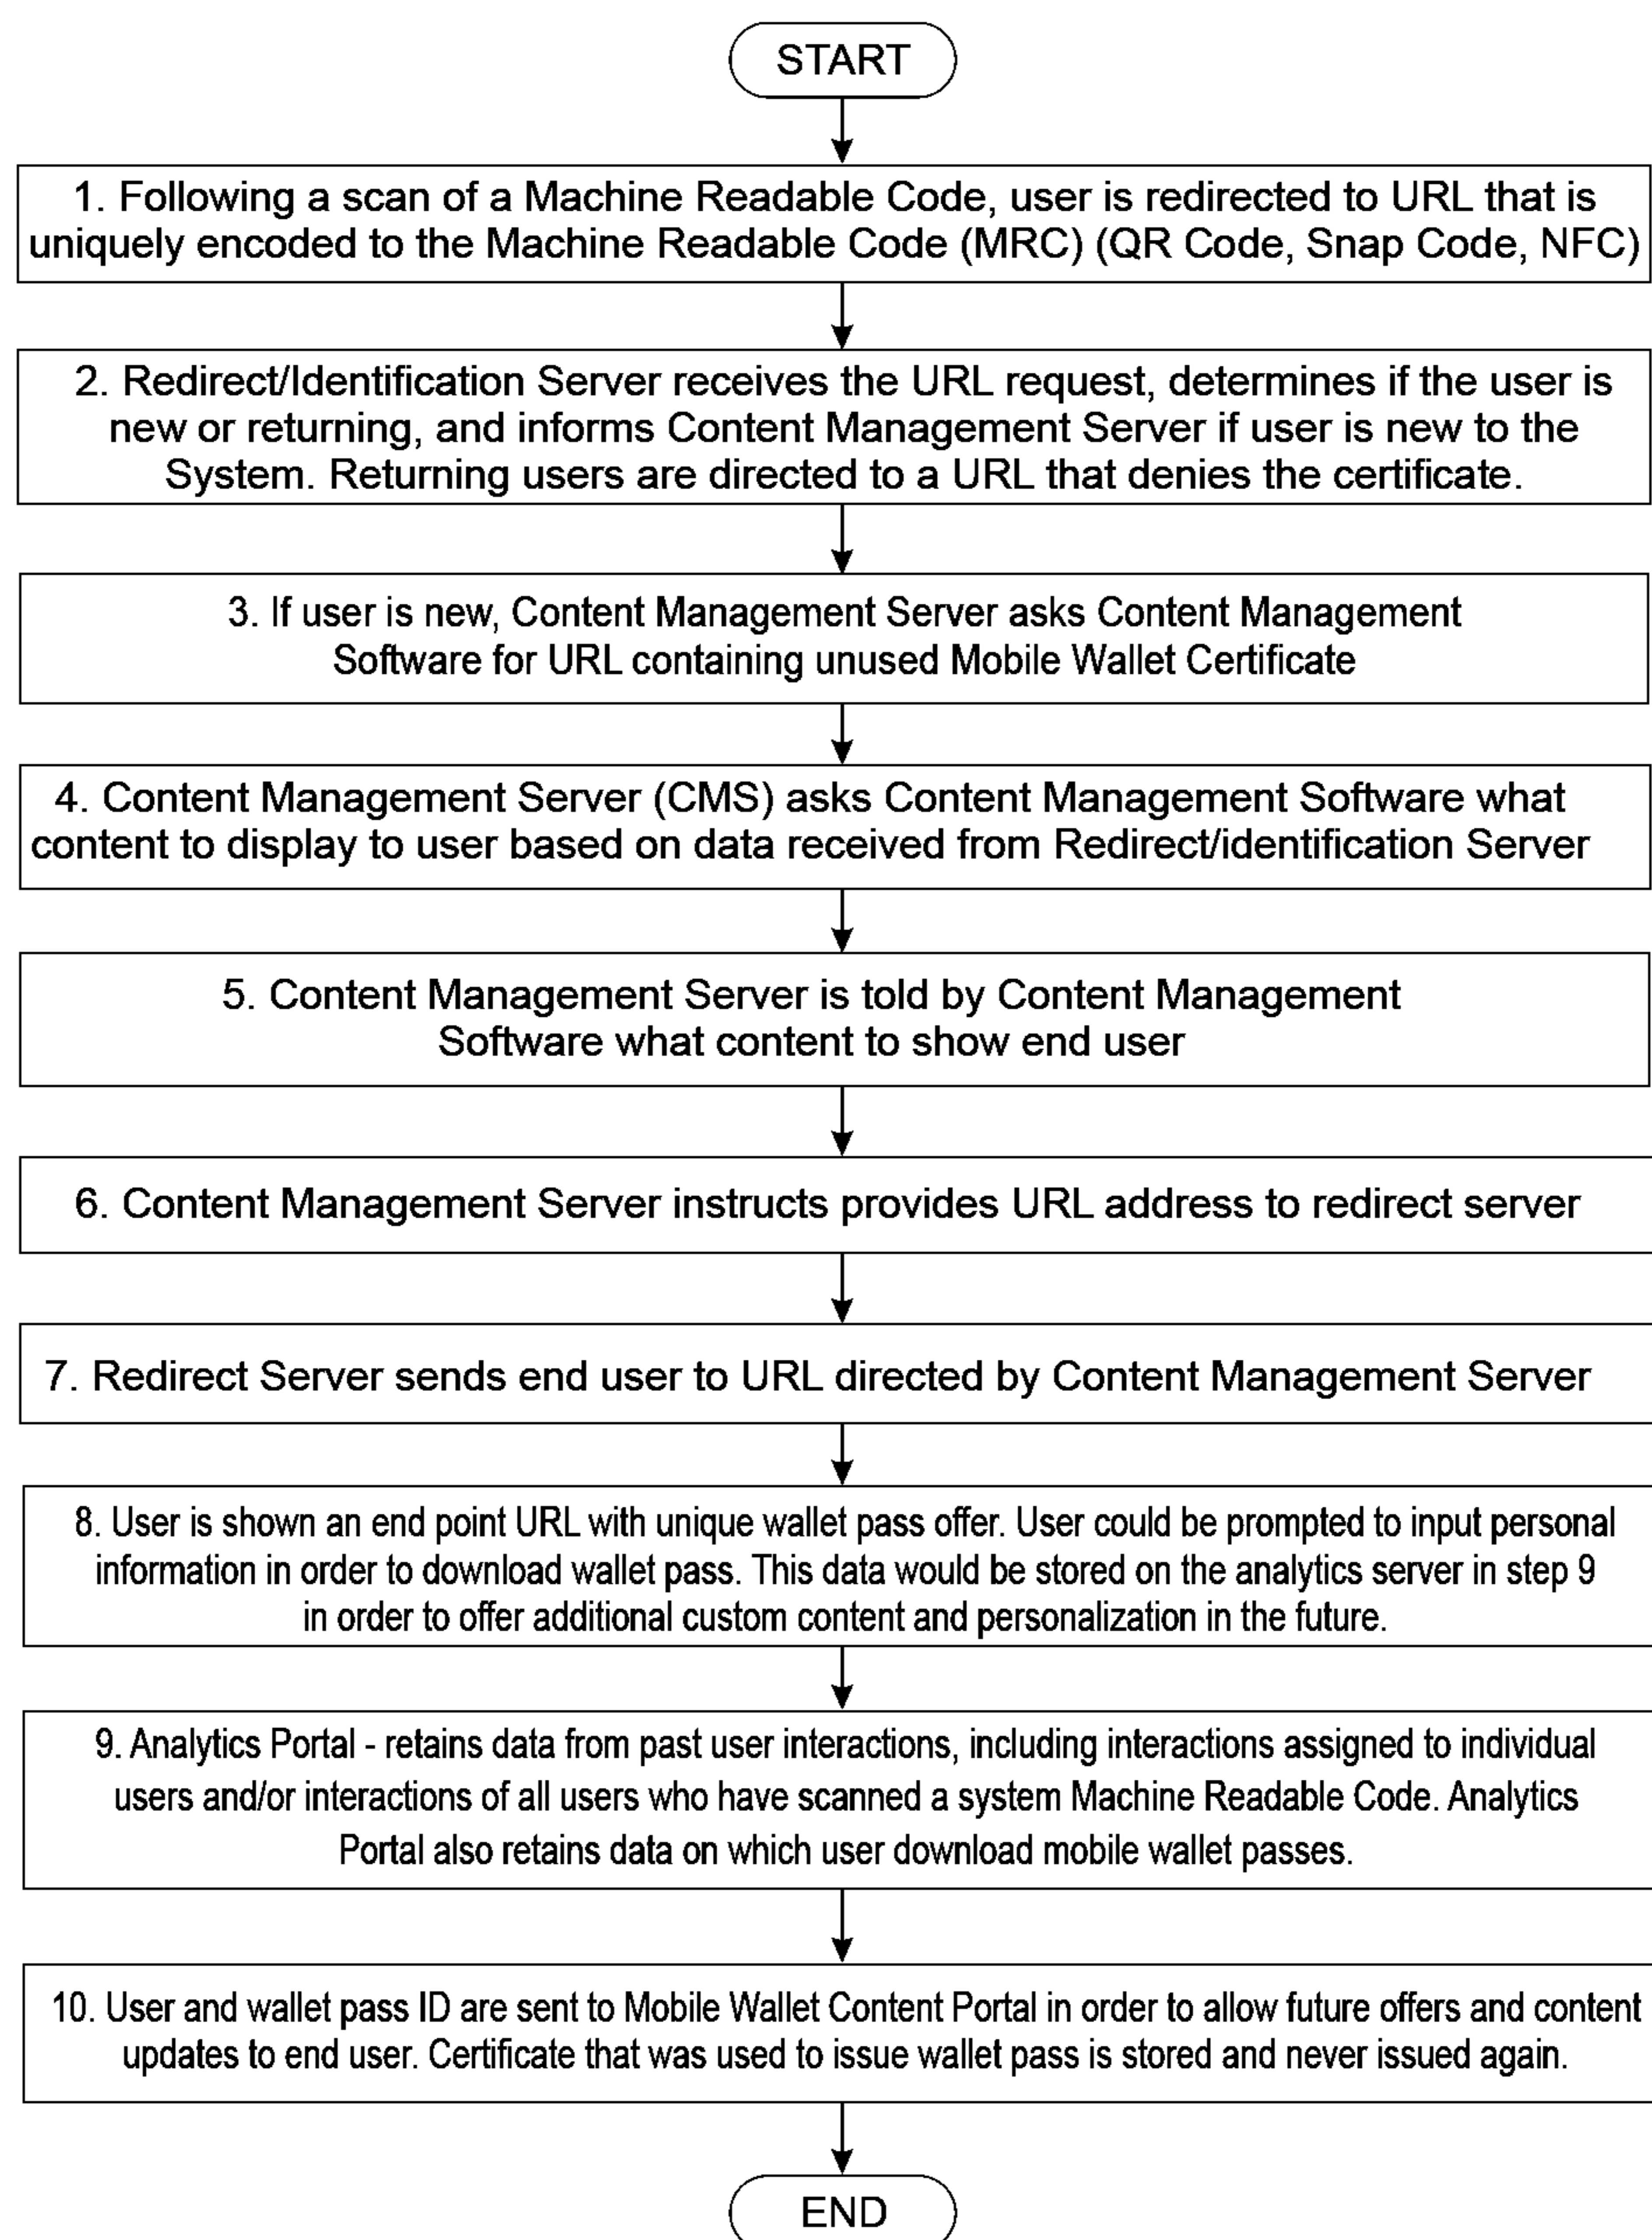 START
1. Following a scan of a Machine Readable Code, user is redirected to URL that is
uniquely encoded to the Machine Readable Code (MRC) (QR Code, Snap Code, NFC)
2. Redirect/Identification Server receives the URL request, determines if the user is
new or returning, and informs Content Management Server if user is new to the
System. Returning users are directed to a URL that denies the certificate.
3. If user is new, Content Management Server asks Content Management
Software for URL containing unused Mobile Wallet Certificate
4. Content Management Server (CMS) asks Content Management Software what
content to display to user based on data received from Redirect/identification Server
5. Content Management Server is told by Content Management
Software what content to show end user
6. Content Management Server instructs provides URL address to redirect server
7. Redirect Server sends end user to URL directed by Content Management Server
8. User is shown an end point URL with unique wallet pass offer. User could be prompted to input personal
information in order to download wallet pass. This data would be stored on the analytics server in step 9
in order to offer additional custom content and personalization in the future.
9. Analytics Portal - retains data from past user interactions, including interactions assigned to individual
users and/or interactions of all users who have scanned a system Machine Readable Code. Analytics
Portal also retains data on which user download mobile wallet passes.
10. User and wallet pass ID are sent to Mobile Wallet Content Portal in order to allow future offers and content
updates to end user. Certificate that was used to issue wallet pass is stored and never issued again.
END